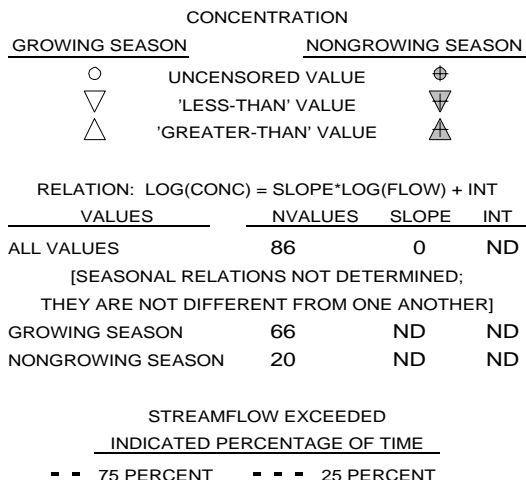 CONCENTRATION
GROWING SEASON NONGROWING SEASON
UNCENSORED VALUE
'LESS-THAN' VALUE
'GREATER-THAN' VALUE
RELATION: LOG(CONC) = SLOPE*LOG(FLOW) + INT
VALUES NVALUES SLOPE INT
ALL VALUES 86 0 ND
[SEASONAL RELATIONS NOT DETERMINED;
THEY ARE NOT DIFFERENT FROM ONE ANOTHER]
GROWING SEASON 66 ND ND
NONGROWING SEASON 20 ND ND
STREAMFLOW EXCEEDED
INDICATED PERCENTAGE OF TIME
75 PERCENT 25 PERCENT